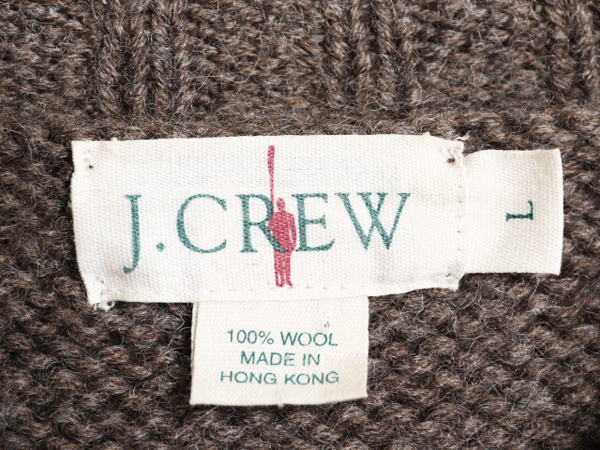 J.CREW
L
100% WOOL
MADE IN
HONG KONG